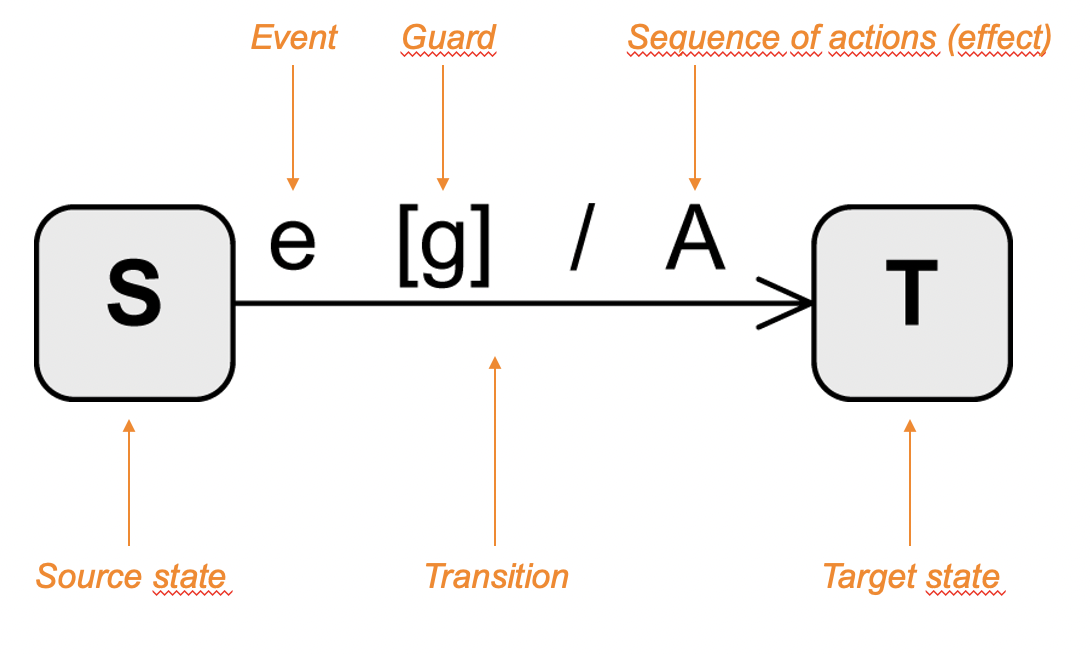 Event Guard Sequence of actions (effect)
S e [g] / A T
Source state Transition Target state